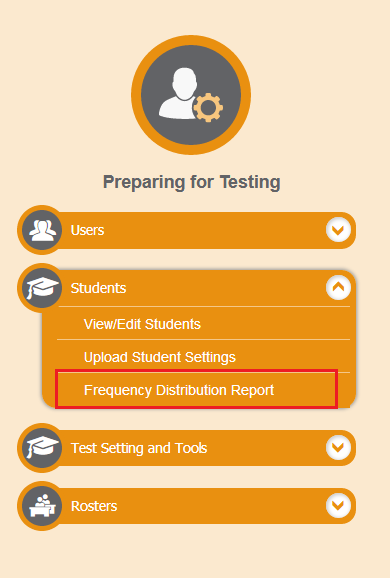 Preparing for Testing
Users
Students
View/Edit Students
Upload Student Settings
Frequency Distribution Report
Test Setting and Tools
Rosters